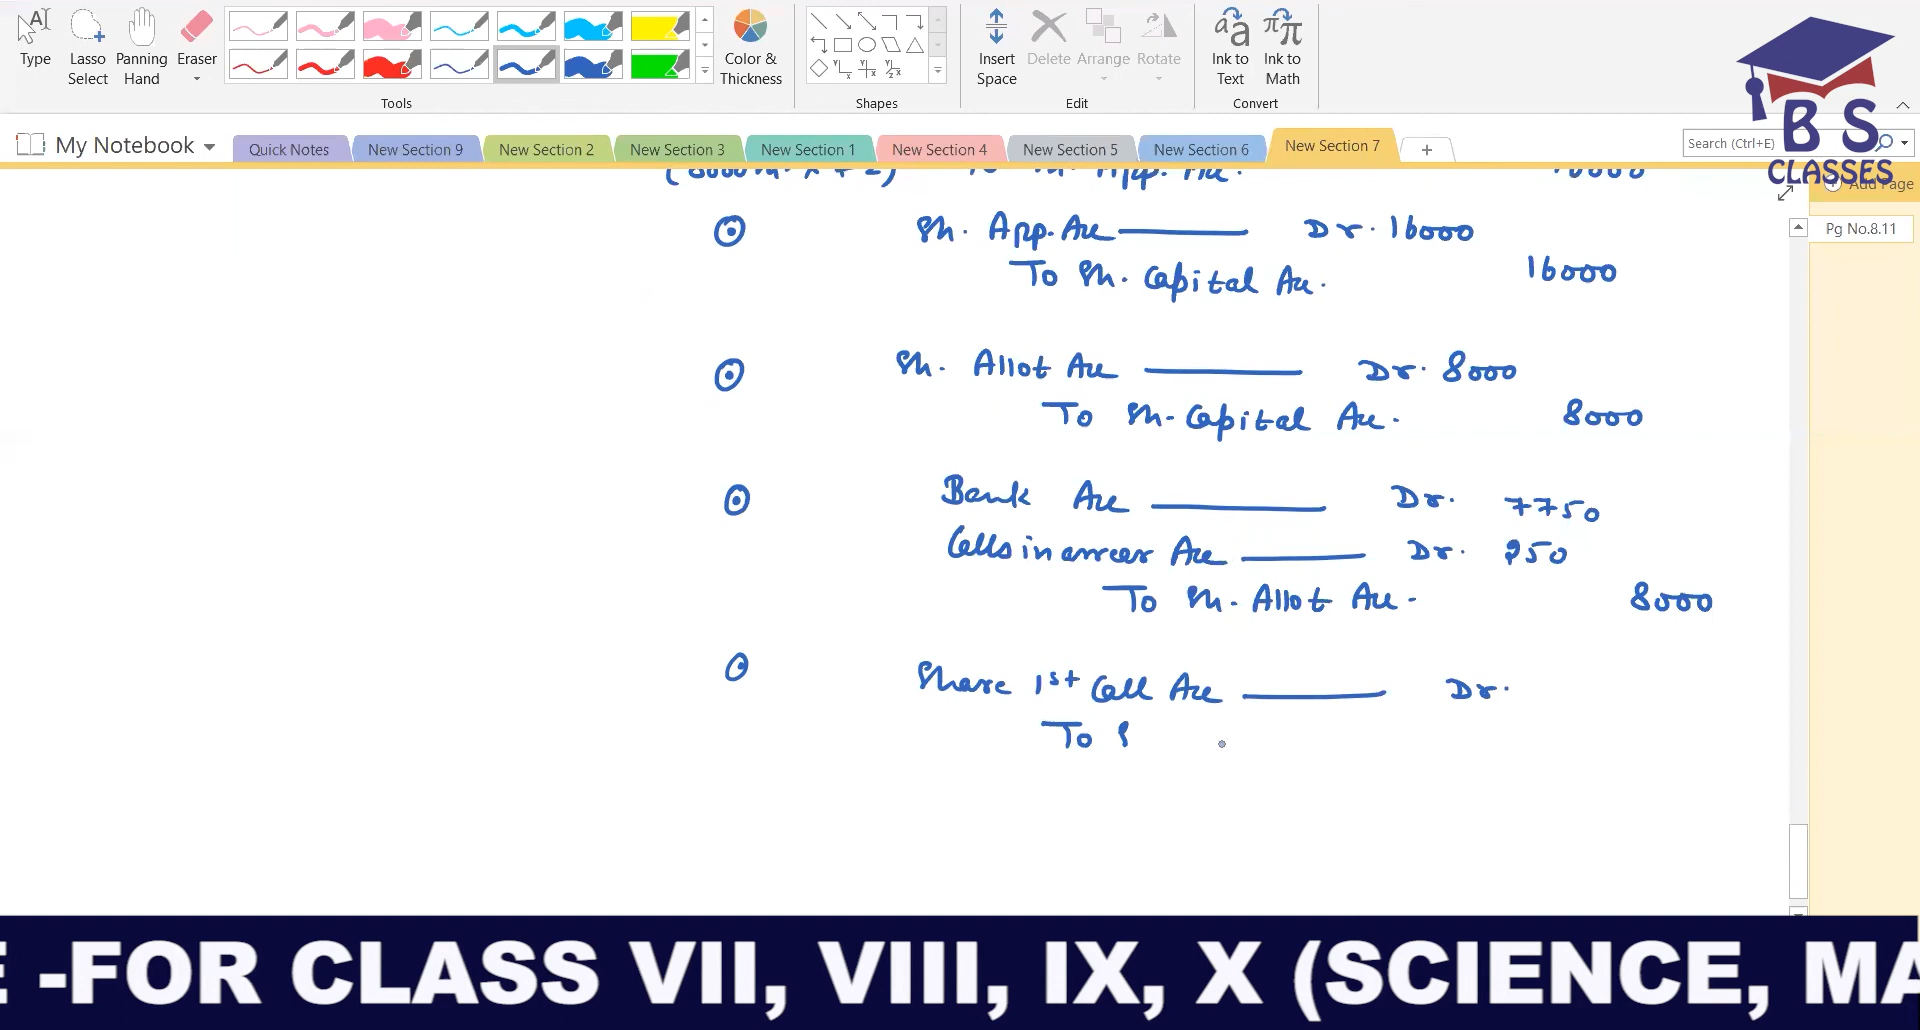 Type
Lasso Select
Panning Hand
Eraser
Color & Thickness
Insert Space
Delete
Arrange
Rotate
Ink to Text
Ink to Math
Tools
Shapes
Edit
Convert
My Notebook
Quick Notes
New Section 9
New Section 2
New Section 3
New Section 1
New Section 4
New Section 5
New Section 6
New Section 7
Search (Ctrl+E)
B S
CLASSES
Add Page
Pg No.8.11
Sh. App. A/c Dr. 16000
To Sh. Capital A/c. 16000
Sh. Allot A/c Dr. 8000
To Sh. Capital A/c. 8000
Bank A/c Dr. 7750
Calls in arrear A/c Dr. 250
To Sh. Allot A/c. 8000
Share 1st Call A/c Dr.
To
E -FOR CLASS VII, VIII, IX, X (SCIENCE, MA